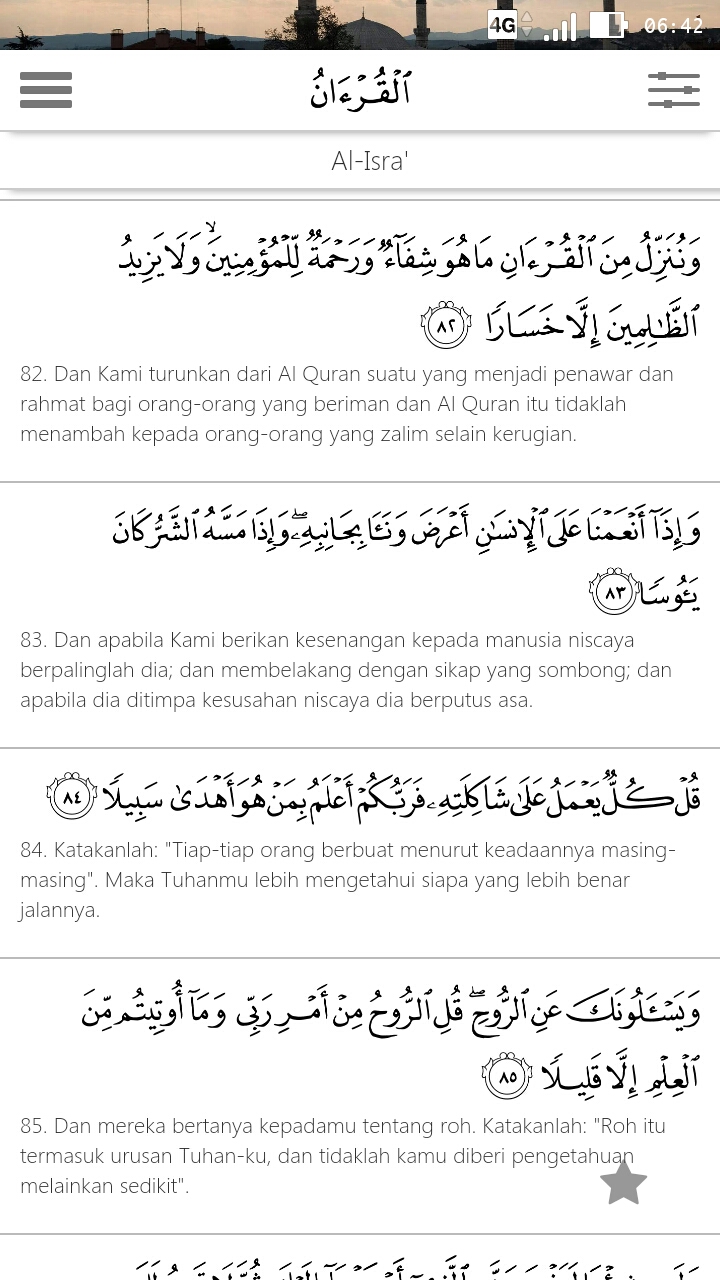 4G 06:42
ٱلْقُرْءَانُ
Al-Isra'
وَنُنَزِّلُ مِنَ ٱلْقُرْءَانِ مَا هُوَ شِفَآءٌ وَرَحْمَةٌ لِّلْمُؤْمِنِينَ ۙ وَلَا يَزِيدُ
ٱلظَّـٰلِمِينَ إِلَّا خَسَارًا ٨٢
82. Dan Kami turunkan dari Al Quran suatu yang menjadi penawar dan
rahmat bagi orang-orang yang beriman dan Al Quran itu tidaklah
menambah kepada orang-orang yang zalim selain kerugian.
وَإِذَآ أَنْعَمْنَا عَلَى ٱلْإِنسَـٰنِ أَعْرَضَ وَنَـَٔا بِجَانِبِهِۦ ۖ وَإِذَا مَسَّهُ ٱلشَّرُّ كَانَ
يَـُٔوسًا ٨٣
83. Dan apabila Kami berikan kesenangan kepada manusia niscaya
berpalinglah dia; dan membelakang dengan sikap yang sombong; dan
apabila dia ditimpa kesusahan niscaya dia berputus asa.
قُلْ كُلٌّ يَعْمَلُ عَلَىٰ شَاكِلَتِهِۦ فَرَبُّكُمْ أَعْلَمُ بِمَنْ هُوَ أَهْدَىٰ سَبِيلًا ٨٤
84. Katakanlah: "Tiap-tiap orang berbuat menurut keadaannya masing-
masing". Maka Tuhanmu lebih mengetahui siapa yang lebih benar
jalannya.
وَيَسْـَٔلُونَكَ عَنِ ٱلرُّوحِ ۖ قُلِ ٱلرُّوحُ مِنْ أَمْرِ رَبِّى وَمَآ أُوتِيتُم مِّنَ
ٱلْعِلْمِ إِلَّا قَلِيلًا ٨٥
85. Dan mereka bertanya kepadamu tentang roh. Katakanlah: "Roh itu
termasuk urusan Tuhan-ku, dan tidaklah kamu diberi pengetahuan
melainkan sedikit".